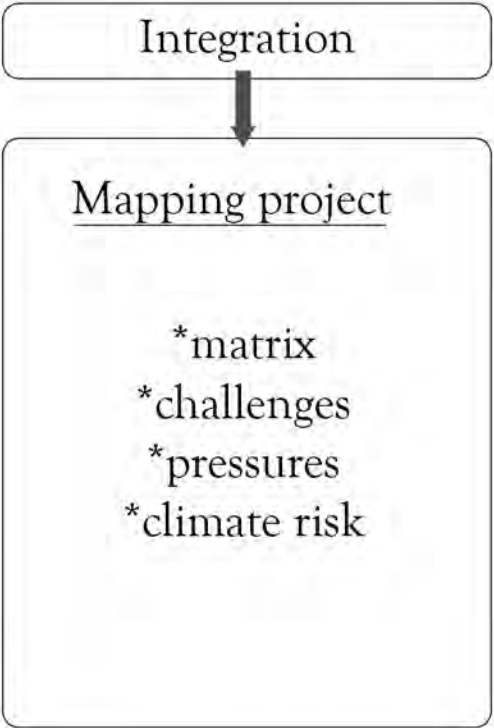 Integration
Mapping project
*matrix
*challenges
*pressures
*climate risk